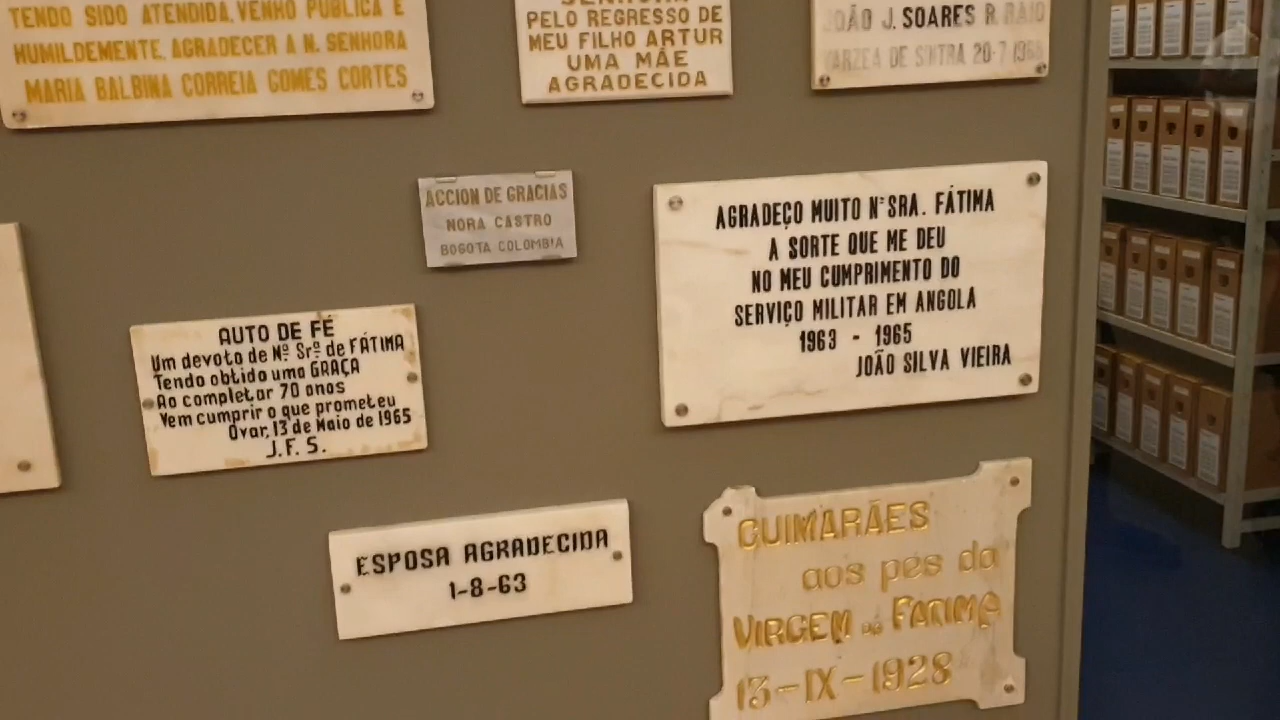 TENDO SIDO ATENDIDA, VENHO PUBLICA E
HUMILDEMENTE, AGRADECER A N. SENHORA
MARIA BALBINA CORREIA GOMES CORTES
PELO REGRESSO DE
MEU FILHO ARTUR
UMA MÃE
AGRADECIDA
JOÃO J. SOARES R. RAIO
VARZEA DE SINTRA 20-7
ACCION DE GRACIAS
NORA CASTRO
BOGOTA COLOMBIA
AGRADEÇO MUITO Nª SRA. FÁTIMA
A SORTE QUE ME DEU
NO MEU CUMPRIMENTO DO
SERVIÇO MILITAR EM ANGOLA
1963 - 1965
JOÃO SILVA VIEIRA
AUTO DE FÉ
Um devoto de Nª Srª de FÁTIMA
Tendo obtido uma GRAÇA
Ao completar 70 anos
Vem cumprir o que prometeu
Ovar, 13 de Maio de 1965
J. F. S.
ESPOSA AGRADECIDA
1-8-63
GUIMARÃES
aos pes da
VIRGEM da FATIMA
13-IX-1928